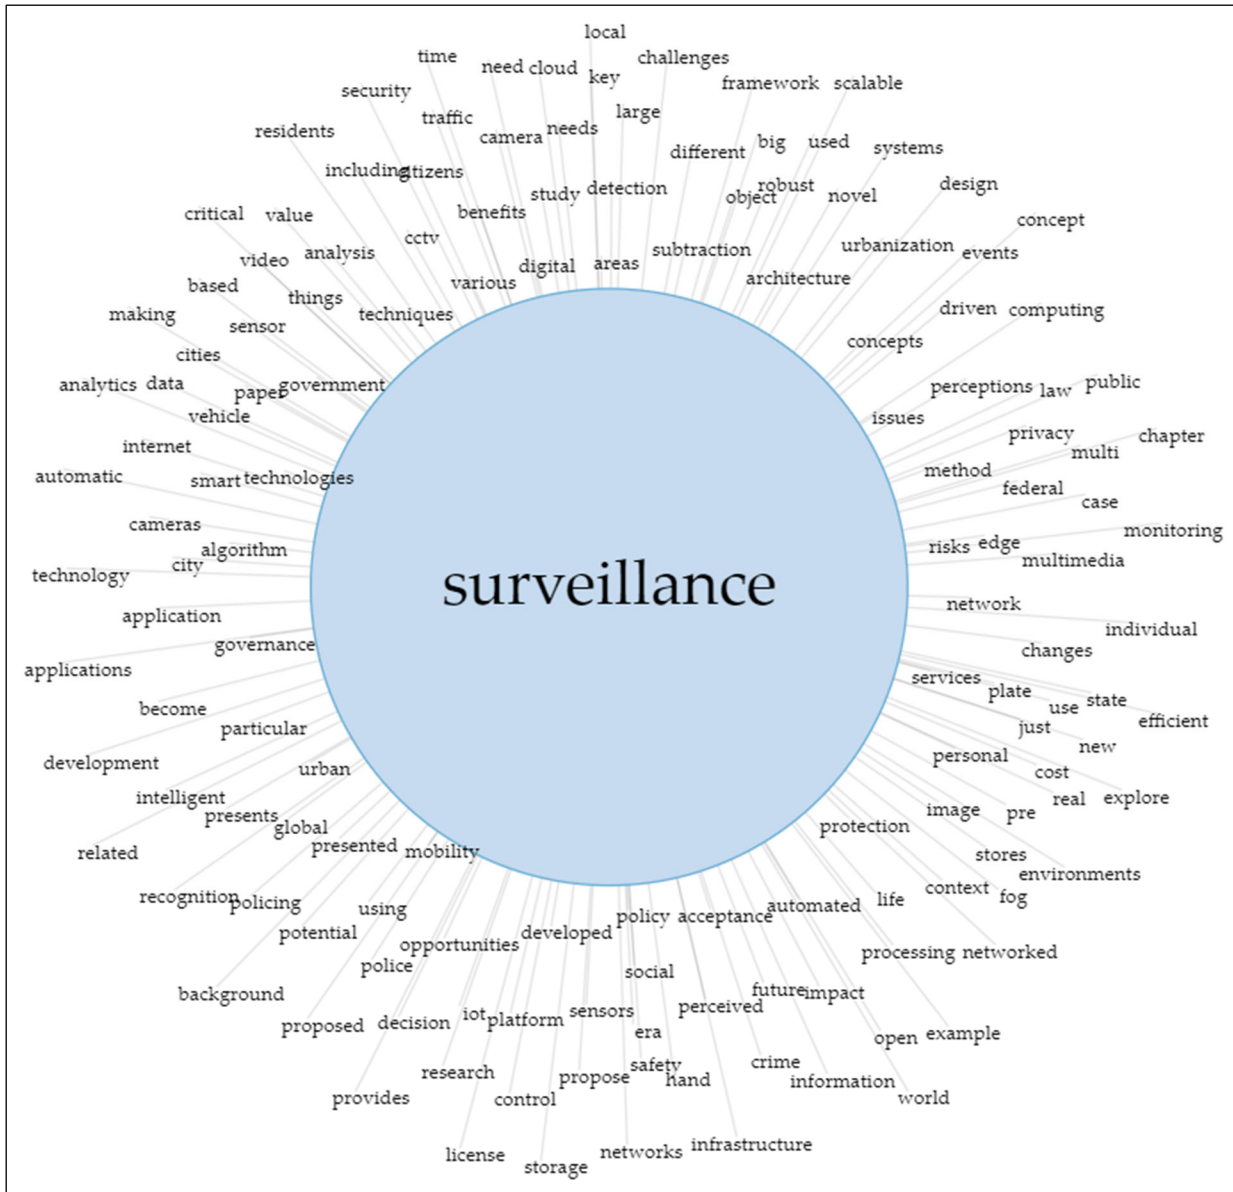 local
time
challenges
need cloud
key
framework scalable
security
large
traffic
residents
camera needs
big used
different
systems
including citizens
design
robust
study detection
object novel
critical value
benefits
concept
cctv
urbanization events
subtraction
analysis
video
digital areas
architecture
various
based
things
driven computing
making
techniques
sensor
concepts
cities
analytics data
government
perceptions law public
paper
vehicle
issues
privacy chapter
internet
multi
method
automatic
smart technologies
federal
case
cameras
monitoring
algorithm
risks edge
city
multimedia
technology
surveillance
network
application
individual
governance
changes
applications
services
plate
state
become
use
efficient
particular
just
new
personal
development
urban
cost
intelligent
real explore
presents
image pre
global
protection
presented mobility
related
stores
environments
recognition
context
policing
life
fog
using
automated
policy acceptance
potential
developed
opportunities
processing networked
police
social
background
future impact
perceived
sensors
iot platform
proposed decision
era
open example
crime
safety
research
propose
hand
information
provides
control
world
infrastructure
license
networks
storage